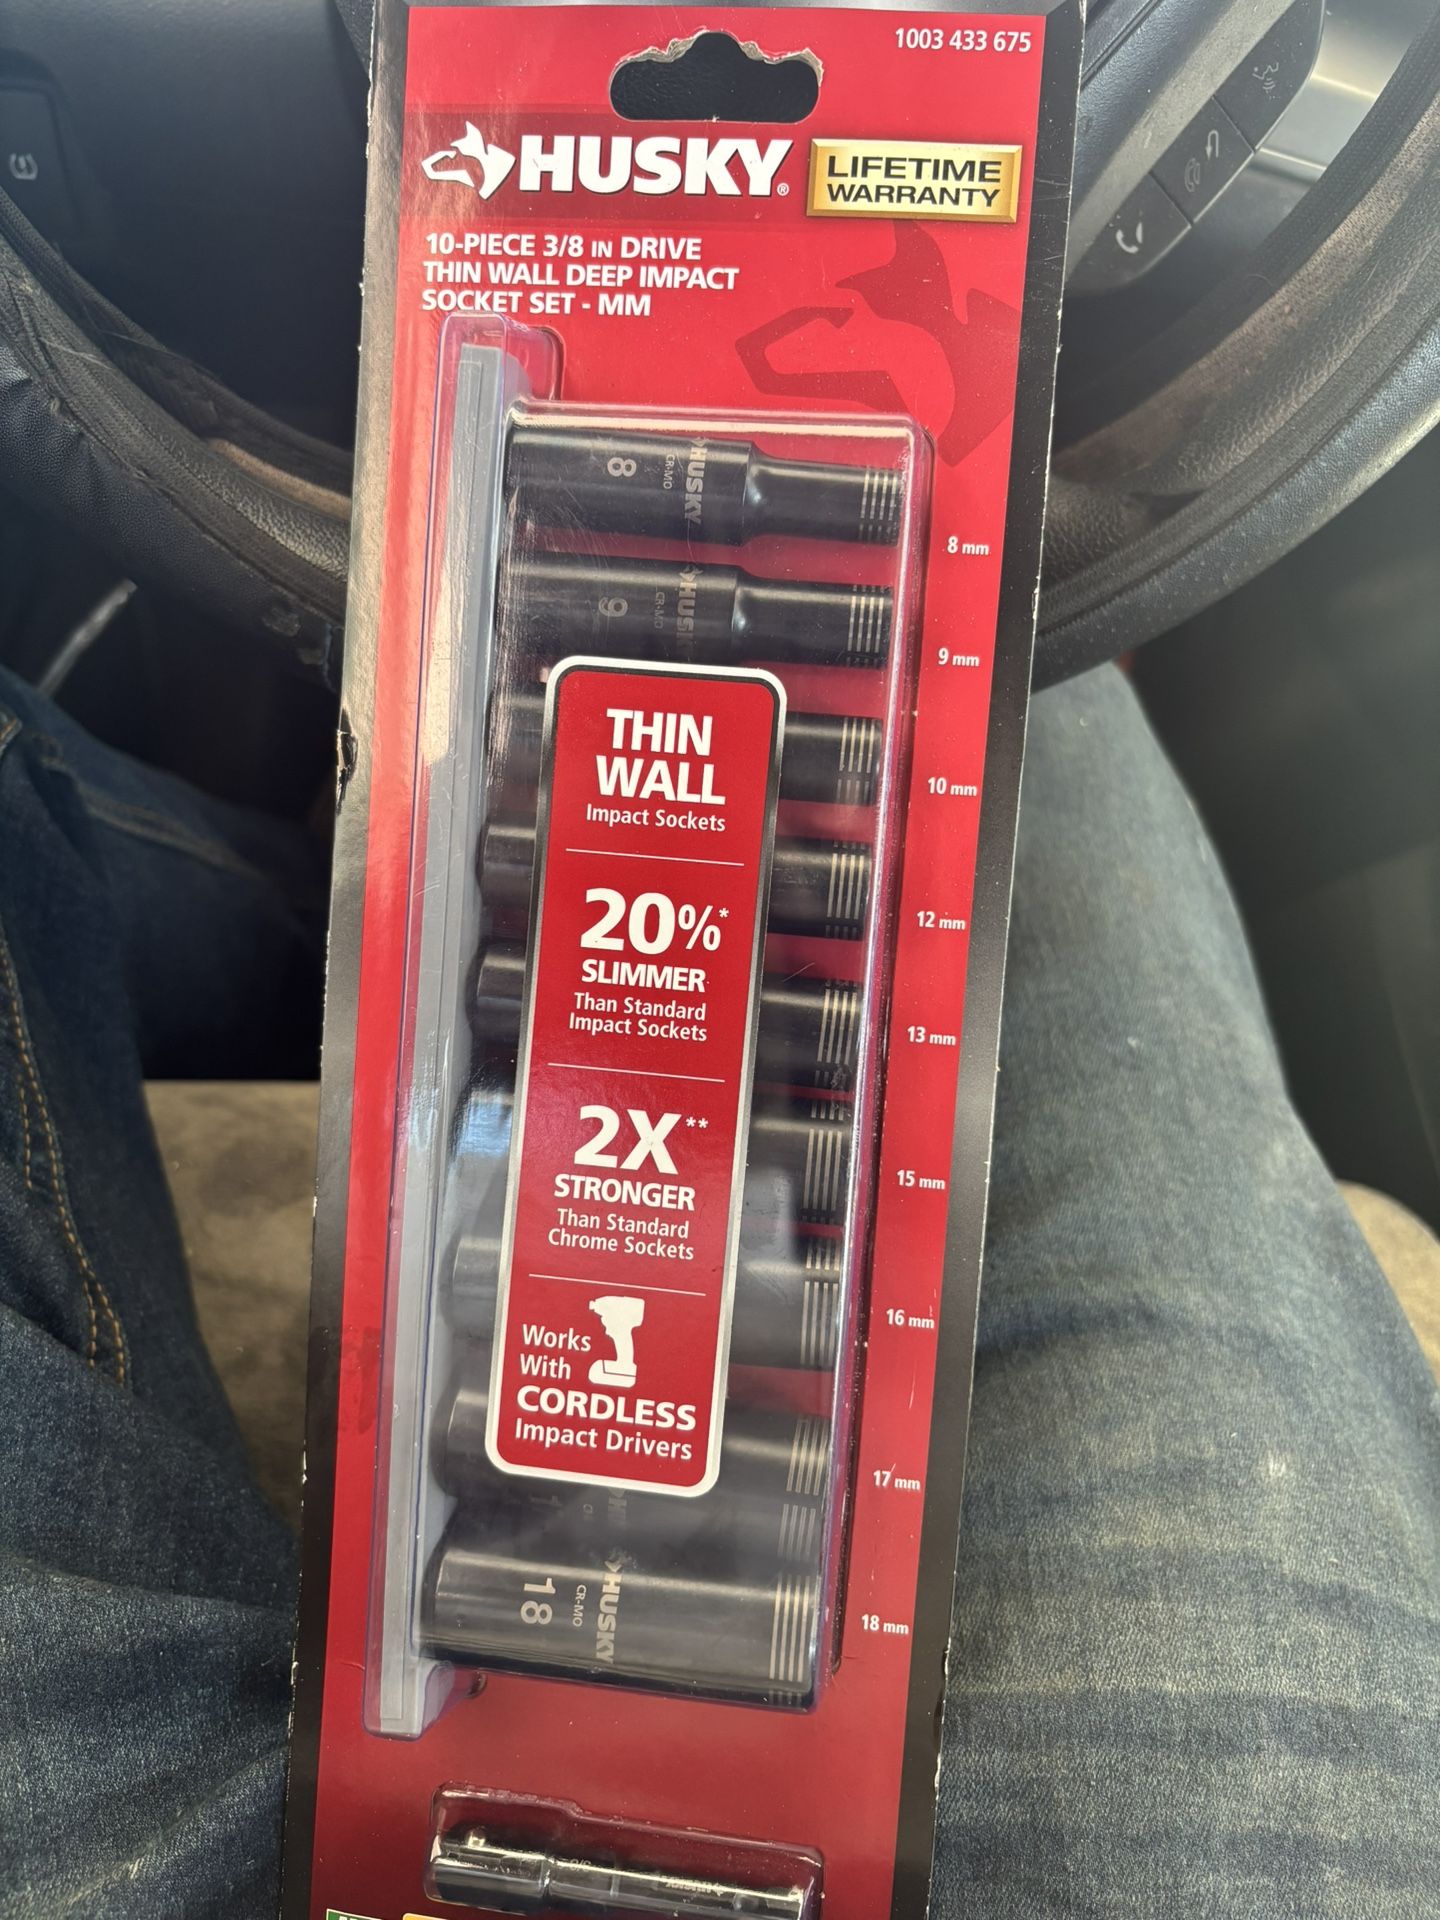 1003 433 675
HUSKY®
LIFETIME
WARRANTY
10-PIECE 3/8 IN DRIVE
THIN WALL DEEP IMPACT
SOCKET SET - MM
8 CR-MO HUSKY
8 mm
9 CR-MO HUSKY
9 mm
THIN
WALL
Impact Sockets
10 mm
20%*
SLIMMER
Than Standard
Impact Sockets
12 mm
13 mm
2X**
STRONGER
Than Standard
Chrome Sockets
15 mm
16 mm
Works
With
CORDLESS
Impact Drivers
17 mm
18 CR-MO HUSKY
18 mm
3/8 HUSKY